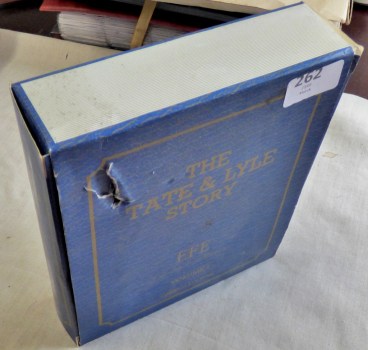 262
THE
TATE & LYLE
STORY
EFE